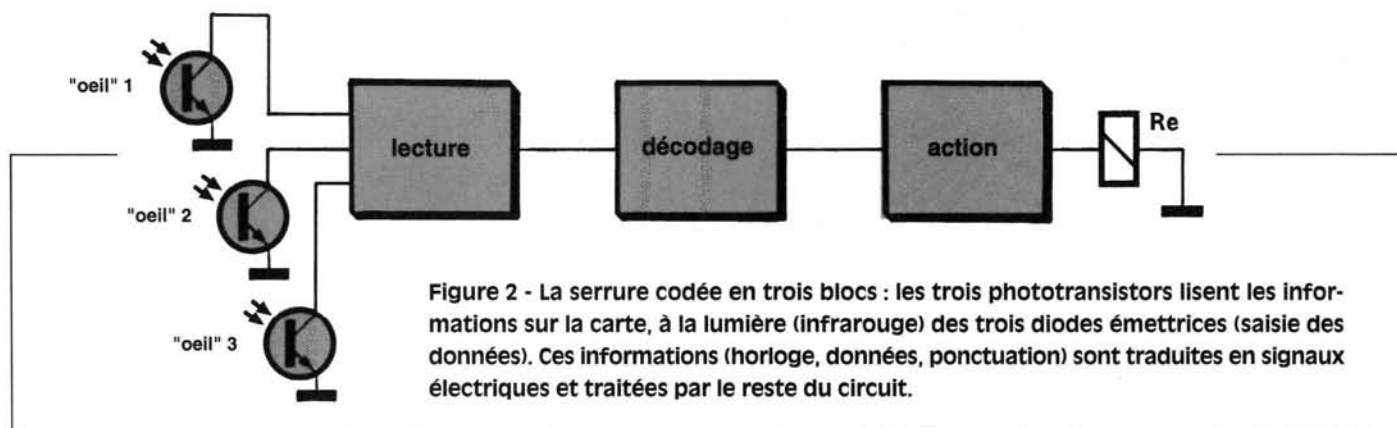 "oeil" 1
lecture
décodage
action
Re
"oeil" 2
"oeil" 3
Figure 2 - La serrure codée en trois blocs : les trois phototransistors lisent les infor-
mations sur la carte, à la lumière (infrarouge) des trois diodes émettrices (saisie des
données). Ces informations (horloge, données, ponctuation) sont traduites en signaux
électriques et traitées par le reste du circuit.